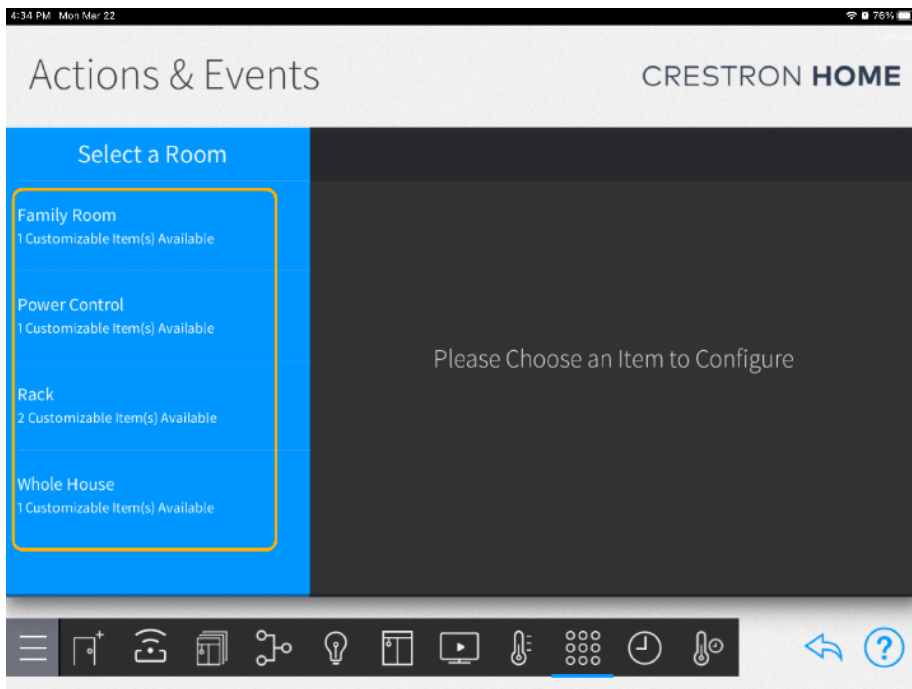 4:34 PM Mon Mar 22
76%
Actions & Events
CRESTRON HOME
Select a Room
Family Room
1 Customizable Item(s) Available
Power Control
1 Customizable Item(s) Available
Rack
2 Customizable Item(s) Available
Whole House
1 Customizable Item(s) Available
Please Choose an Item to Configure
?